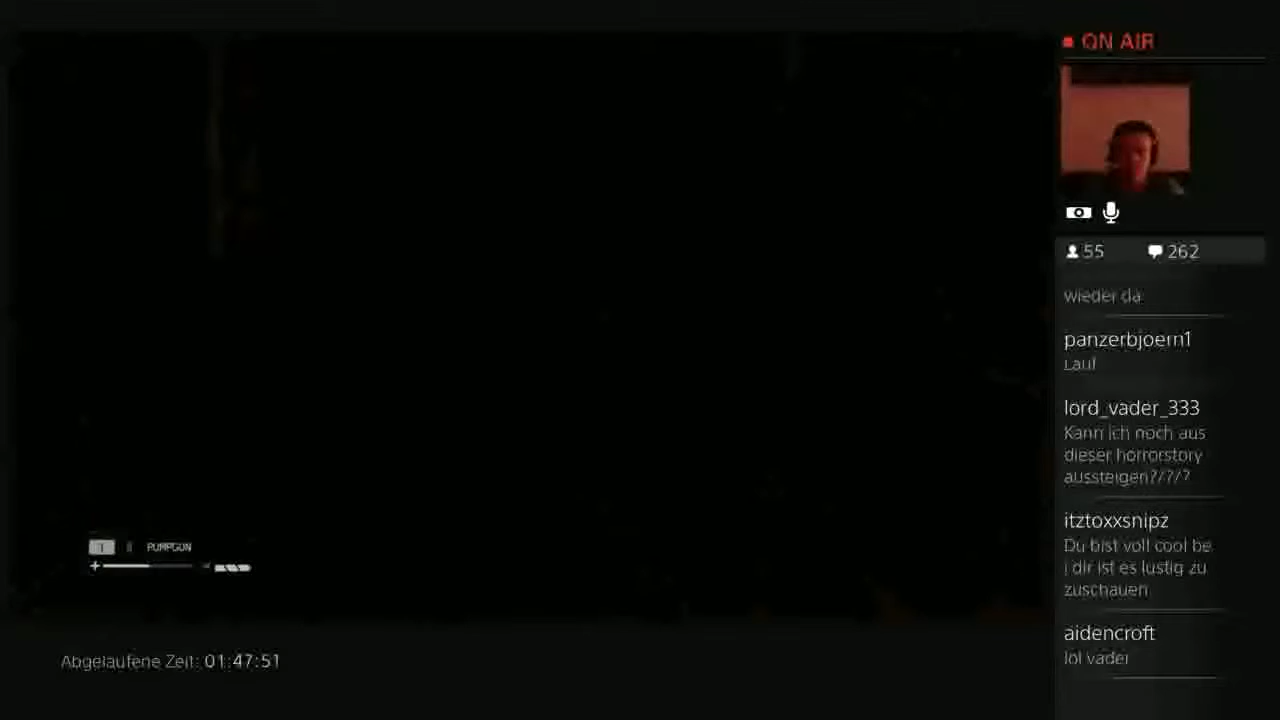 ON AIR
55 262
wieder da
panzerbjoern1
Lauf
lord_vader_333
Kann ich noch aus
dieser horrorstory
aussteigen?/?/?
itztoxxsnipz
Du bist voll cool be
i dir ist es lustig zu
zuschauen
aidencroft
lol vader
PUMPGUN
Abgelaufene Zeit: 01:47:51